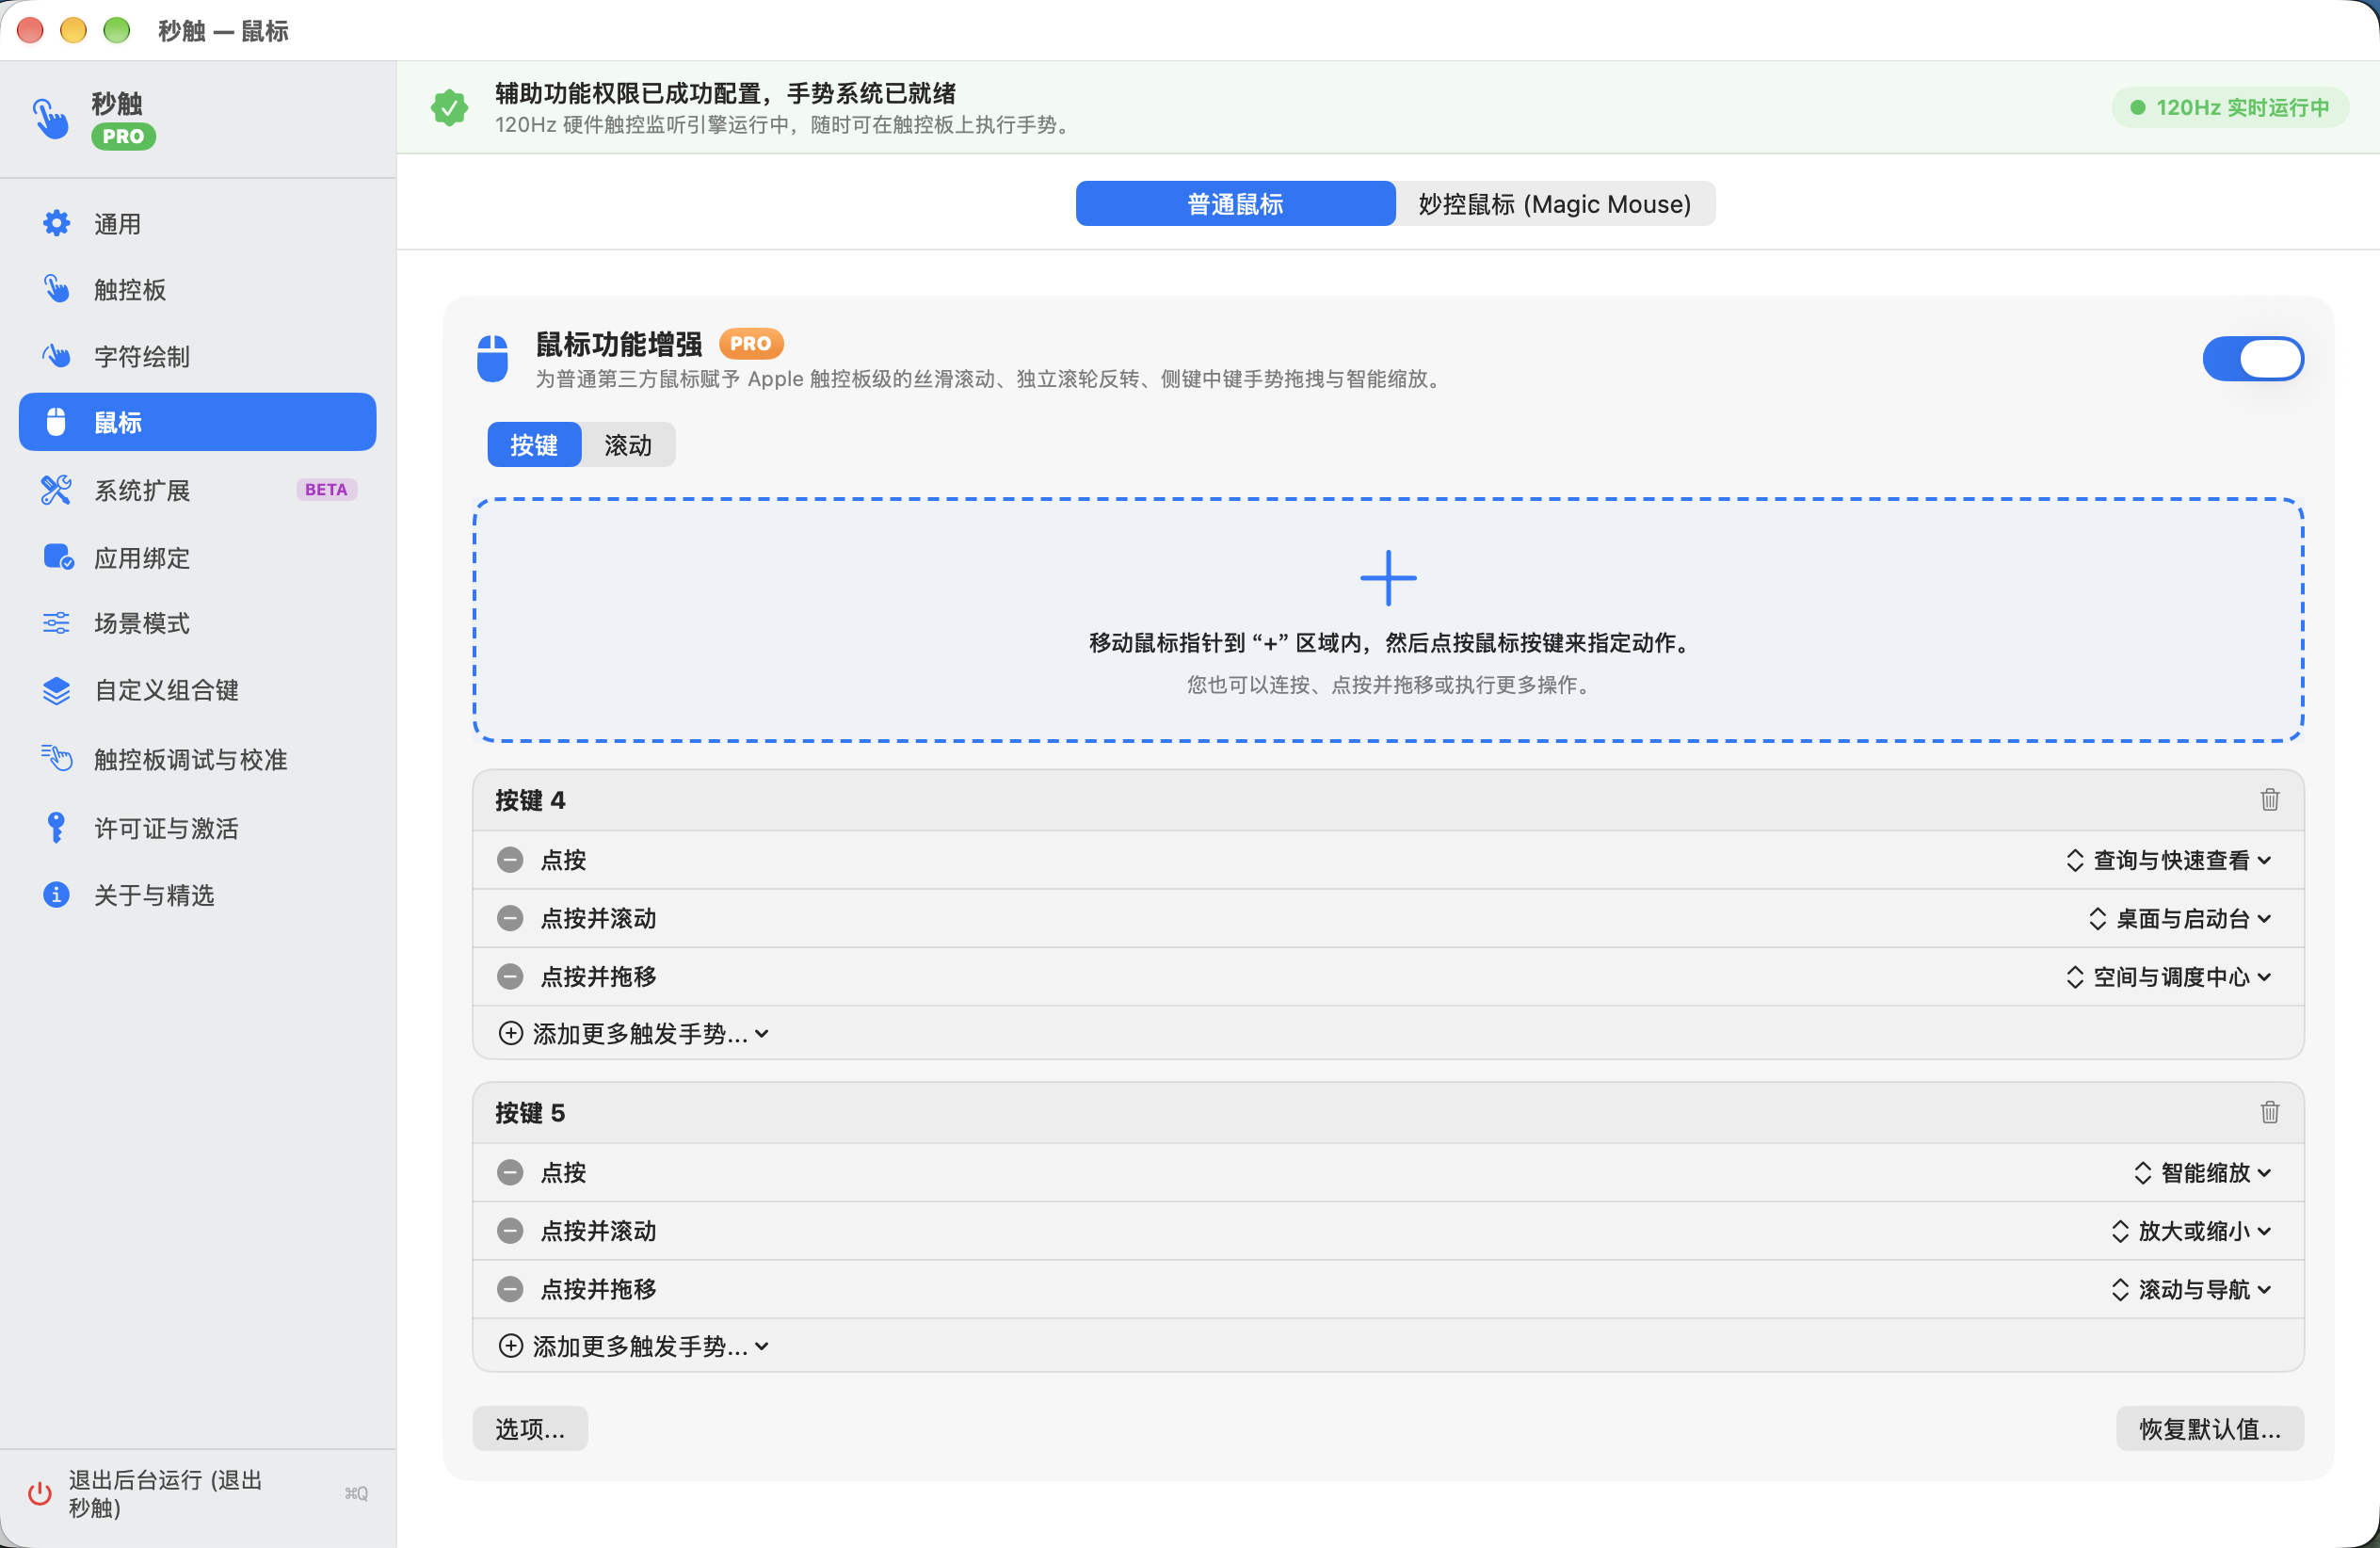 秒触 — 鼠标
秒触
PRO
通用
触控板
字符绘制
鼠标
系统扩展
BETA
应用绑定
场景模式
自定义组合键
触控板调试与校准
许可证与激活
关于与精选
退出后台运行 (退出
秒触)
⌘Q
辅助功能权限已成功配置，手势系统已就绪
120Hz 硬件触控监听引擎运行中，随时可在触控板上执行手势。
120Hz 实时运行中
普通鼠标
妙控鼠标 (Magic Mouse)
鼠标功能增强 PRO
为普通第三方鼠标赋予 Apple 触控板级的丝滑滚动、独立滚轮反转、侧键中键手势拖拽与智能缩放。
按键
滚动
移动鼠标指针到 “+” 区域内，然后点按鼠标按键来指定动作。
您也可以连按、点按并拖移或执行更多操作。
按键 4
点按
查询与快速查看
点按并滚动
桌面与启动台
点按并拖移
空间与调度中心
添加更多触发手势...
按键 5
点按
智能缩放
点按并滚动
放大或缩小
点按并拖移
滚动与导航
添加更多触发手势...
选项...
恢复默认值...